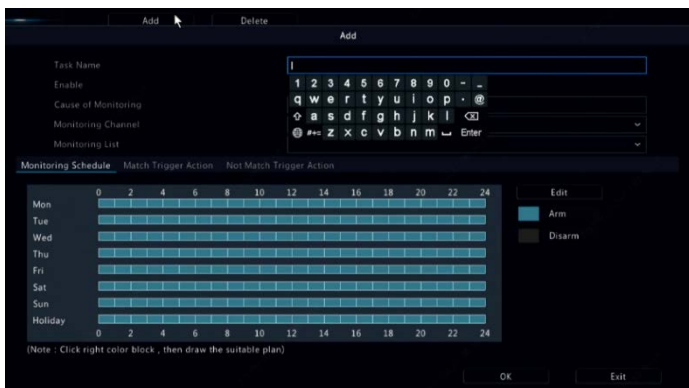 Add Delete
Add
Task Name
Enable
Cause of Monitoring
Monitoring Channel
Monitoring List
1 2 3 4 5 6 7 8 9 0 - _
q w e r t y u i o p . @
a s d f g h j k l
#+= z x c v b n m Enter
Monitoring Schedule Match Trigger Action Not Match Trigger Action
0 2 4 6 8 10 12 14 16 18 20 22 24
Mon
Tue
Wed
Thu
Fri
Sat
Sun
Holiday
0 2 4 6 8 10 12 14 16 18 20 22 24
Edit
Arm
Disarm
(Note : Click right color block , then draw the suitable plan)
OK Exit